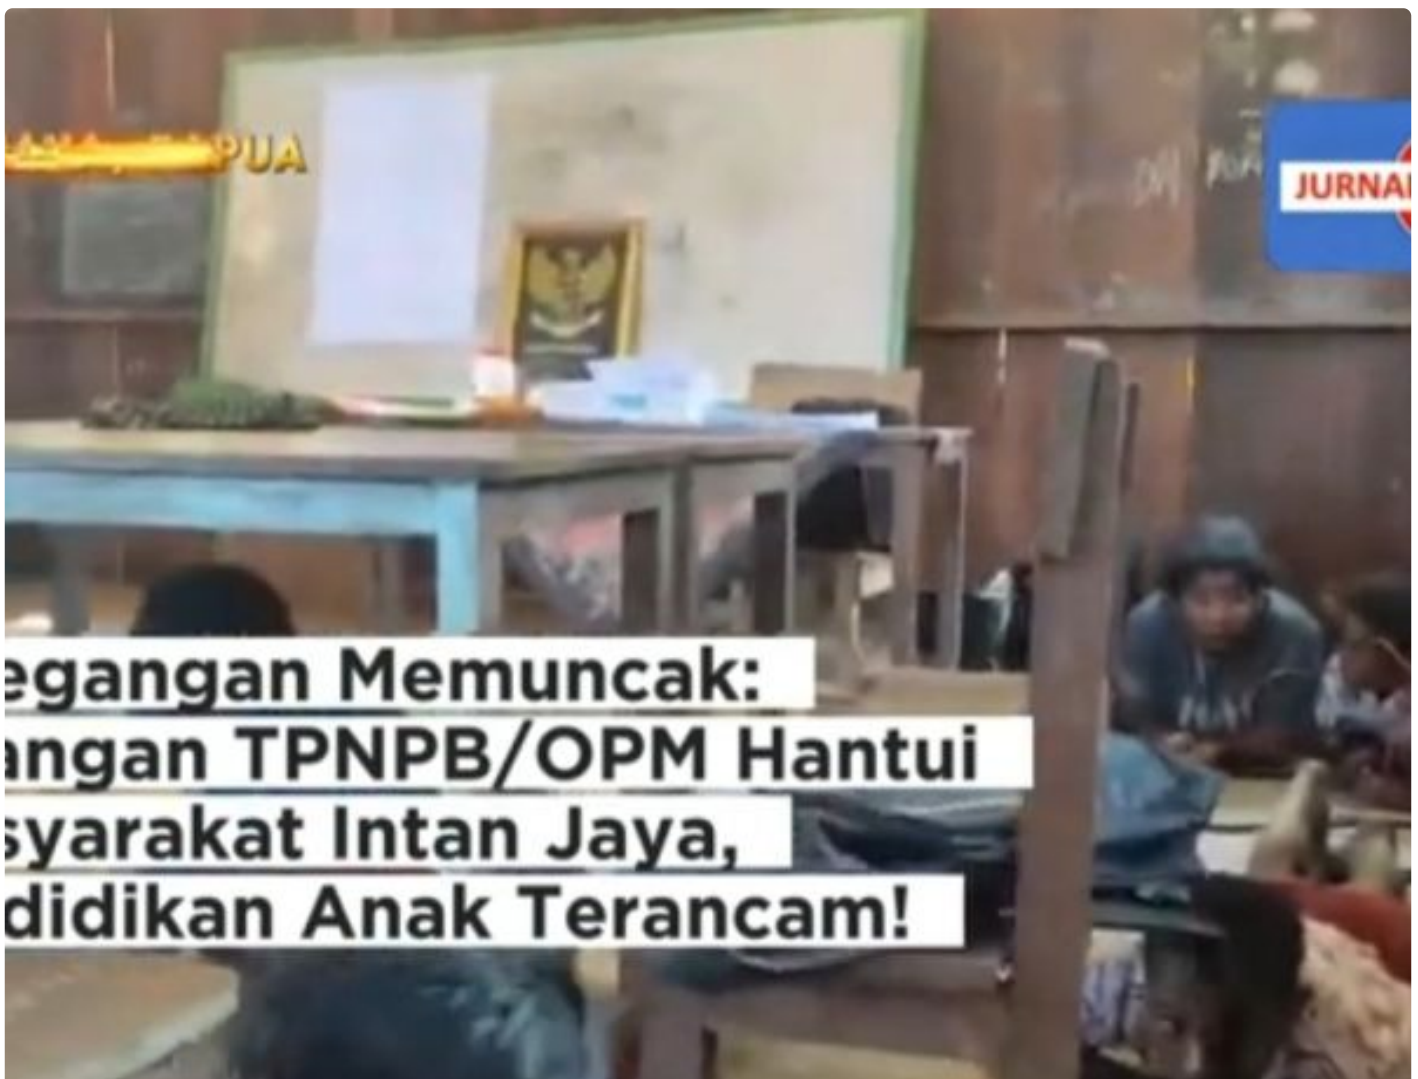 PUA
JURNA
egangan Memuncak:
angan TPNPB/OPM Hantui
syarakat Intan Jaya,
didikan Anak Terancam!